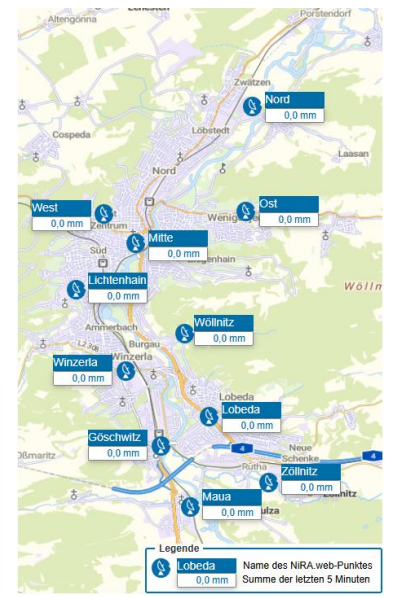 Altengönna
Porstendorf
Zwätzen
Nord
0,0 mm
Löbstedt
Cospeda
Laasan
Nord
West
0,0 mm
Zentrum
Ost
0,0 mm
Mitte
0,0 mm
Süd
Lichtenhain
0,0 mm
Ammerbach
Wöllnitz
0,0 mm
Burgau
Winzerla
Winzerla
0,0 mm
Lobeda
Lobeda
0,0 mm
Göschwitz
0,0 mm
4
4
Neue
Schenke
Rutha
Zöllnitz
0,0 mm
Maua
0,0 mm
Legende
Lobeda
0,0 mm
Name des NiRA.web-Punktes
Summe der letzten 5 Minuten